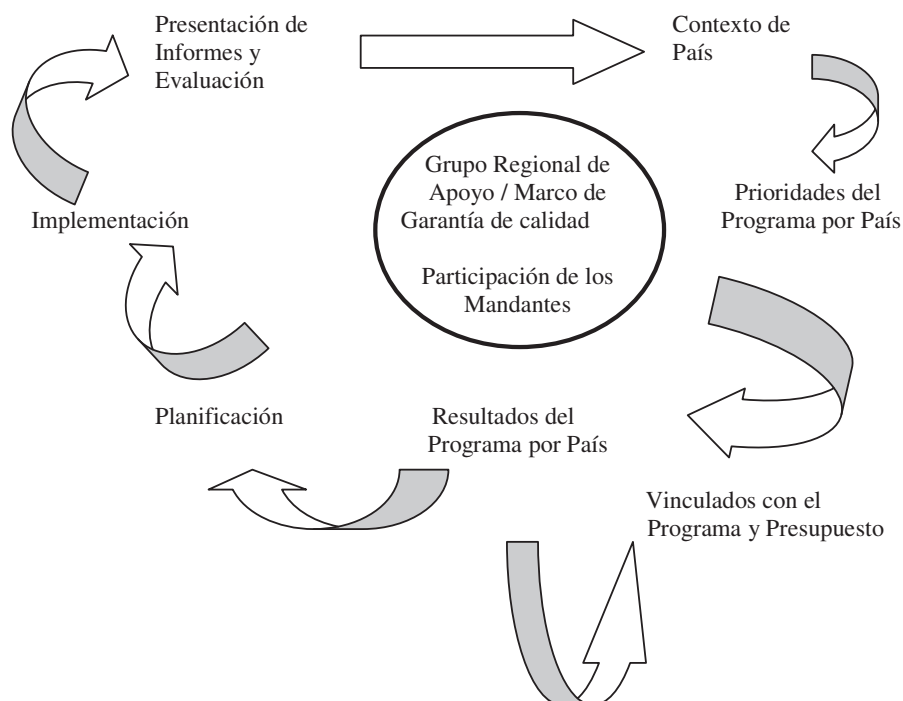 Presentación de
Informes y
Evaluación
Contexto de
País
Grupo Regional de
Apoyo / Marco de
Garantía de calidad
Participación de los
Mandantes
Prioridades del
Programa por País
Implementación
Planificación
Resultados del
Programa por País
Vinculados con el
Programa y Presupuesto